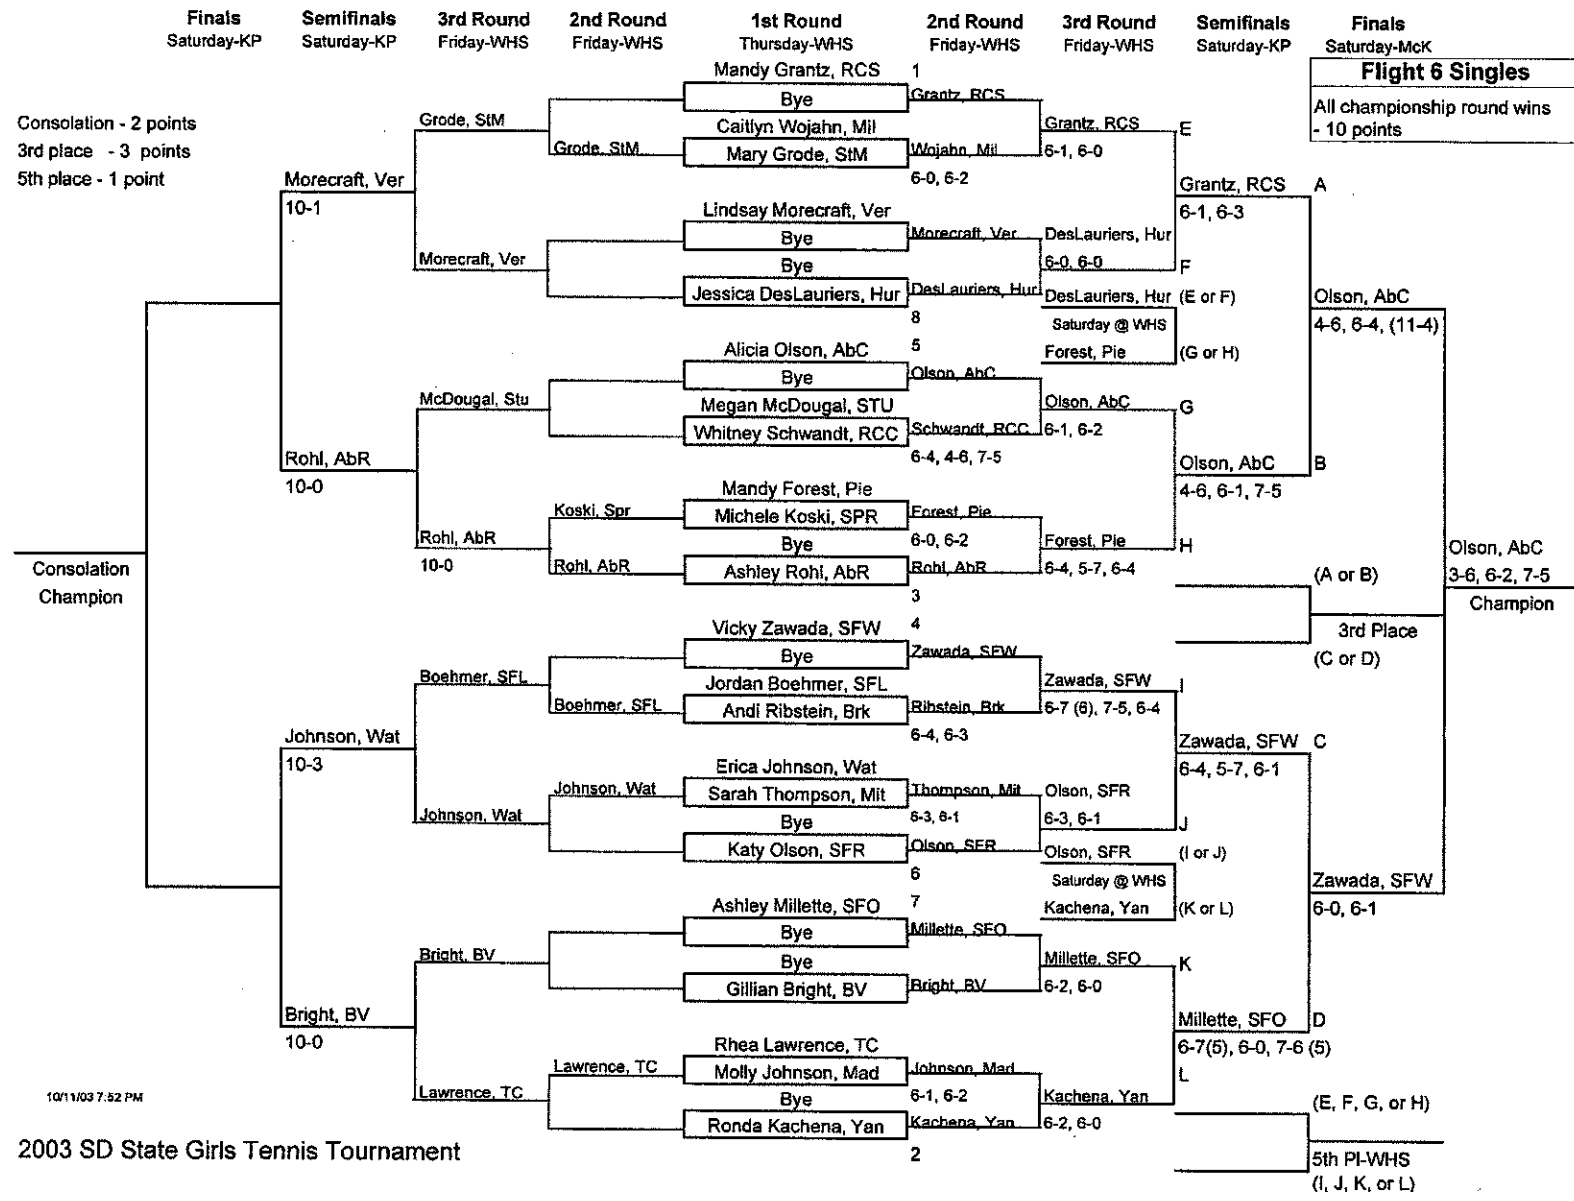 Finals
Saturday-KP
Semifinals
Saturday-KP
3rd Round
Friday-WHS
2nd Round
Friday-WHS
1st Round
Thursday-WHS
2nd Round
Friday-WHS
3rd Round
Friday-WHS
Semifinals
Saturday-KP
Finals
Saturday-McK
Flight 6 Singles
All championship round wins
- 10 points
Consolation - 2 points
3rd place - 3 points
5th place - 1 point
Consolation
Champion
Morecraft, Ver
10-1
Rohl, AbR
10-0
Johnson, Wat
10-3
Bright, BV
10-0
Grode, StM
Morecraft, Ver
McDougal, Stu
Rohl, AbR
10-0
Boehmer, SFL
Johnson, Wat
Bright, BV
Lawrence, TC
Grode, StM
Koski, Spr
Rohl, AbR
Boehmer, SFL
Johnson, Wat
Lawrence, TC
Mandy Grantz, RCS
Bye
Caitlyn Wojahn, Mil
Mary Grode, StM
Lindsay Morecraft, Ver
Bye
Bye
Jessica DesLauriers, Hur
Alicia Olson, AbC
Bye
Megan McDougal, STU
Whitney Schwandt, RCC
Mandy Forest, Pie
Michele Koski, SPR
Bye
Ashley Rohl, AbR
Vicky Zawada, SFW
Bye
Jordan Boehmer, SFL
Andi Ribstein, Brk
Erica Johnson, Wat
Sarah Thompson, Mit
Bye
Katy Olson, SFR
Ashley Millette, SFO
Bye
Bye
Gillian Bright, BV
Rhea Lawrence, TC
Molly Johnson, Mad
Bye
Ronda Kachena, Yan
1
Grantz, RCS
Wojahn, Mil
6-0, 6-2
Morecraft, Ver
DesLauriers, Hur
8
5
Olson, AbC
Schwandt, RCC
6-4, 4-6, 7-5
Forest, Pie
6-0, 6-2
Rohl, AbR
3
4
Zawada, SFW
Ribstein, Brk
6-4, 6-3
Thompson, Mit
6-3, 6-1
Olson, SFR
6
7
Millette, SFO
Bright, BV
Johnson, Mad
6-1, 6-2
Kachena, Yan
2
Grantz, RCS
6-1, 6-0
DesLauriers, Hur
6-0, 6-0
DesLauriers, Hur
Saturday @ WHS
Forest, Pie
Olson, AbC
6-1, 6-2
Forest, Pie
6-4, 5-7, 6-4
Zawada, SFW
6-7 (6), 7-5, 6-4
Olson, SFR
6-3, 6-1
Olson, SFR
Saturday @ WHS
Kachena, Yan
Millette, SFO
6-2, 6-0
Kachena, Yan
6-2, 6-0
E
Grantz, RCS
6-1, 6-3
F
(E or F)
(G or H)
G
Olson, AbC
4-6, 6-1, 7-5
H
I
Zawada, SFW
6-4, 5-7, 6-1
J
(I or J)
(K or L)
K
Millette, SFO
6-7(5), 6-0, 7-6 (5)
L
A
Olson, AbC
4-6, 6-4, (11-4)
B
(A or B)
3rd Place
(C or D)
C
Zawada, SFW
6-0, 6-1
D
(E, F, G, or H)
5th Pl-WHS
(I, J, K, or L)
Olson, AbC
3-6, 6-2, 7-5
Champion
10/11/03 7:52 PM
2003 SD State Girls Tennis Tournament